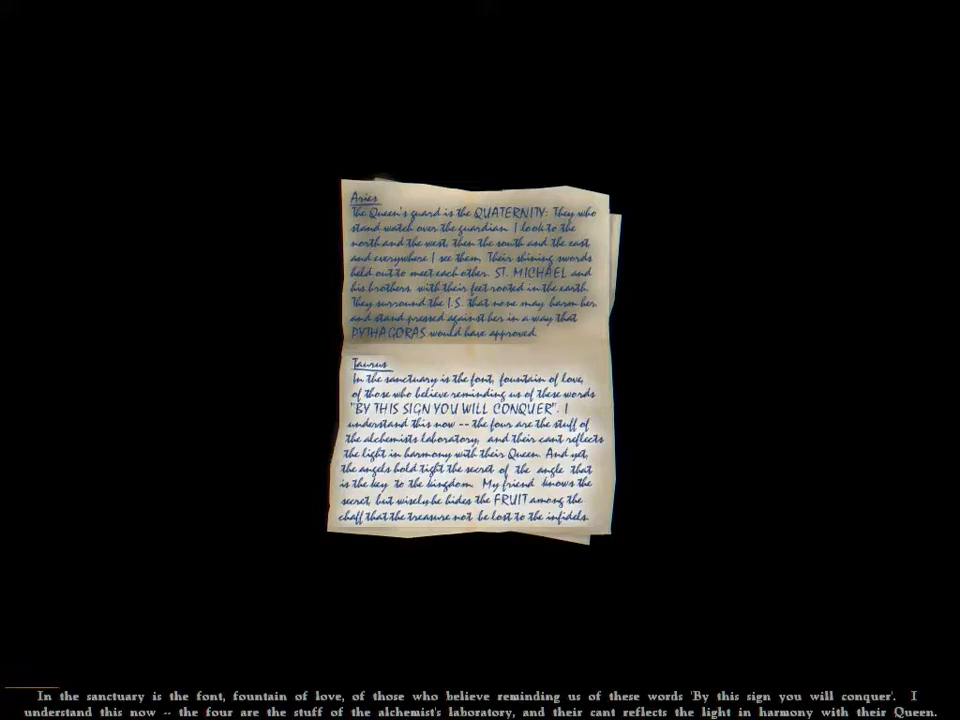 Aries
The Queen's guard is the QUATERNITY: They who
stand watch over the guardian. I look to the
north and the west, then the south and the east,
and everywhere I see them. Their shining swords
held out to meet each other. ST. MICHAEL and
his brothers, with their feet rooted in the earth.
They surround the I.S. that none may harm her,
and stand pressed against her in a way that
PYTHAGORAS would have approved.
Taurus
In the sanctuary is the font, fountain of love,
of those who believe reminding us of these words
"BY THIS SIGN YOU WILL CONQUER". I
understand this now -- the four are the stuff of
the alchemists laboratory, and their cant reflects
the light in harmony with their Queen. And yet,
the angels hold tight the secret of the angle that
is the key to the kingdom. My friend knows the
secret, but wisely he hides the FRUIT among the
chaff that the treasure not be lost to the infidels.
In the sanctuary is the font, fountain of love, of those who believe reminding us of these words 'By this sign you will conquer'. I
understand this now -- the four are the stuff of the alchemist's laboratory, and their cant reflects the light in harmony with their Queen.